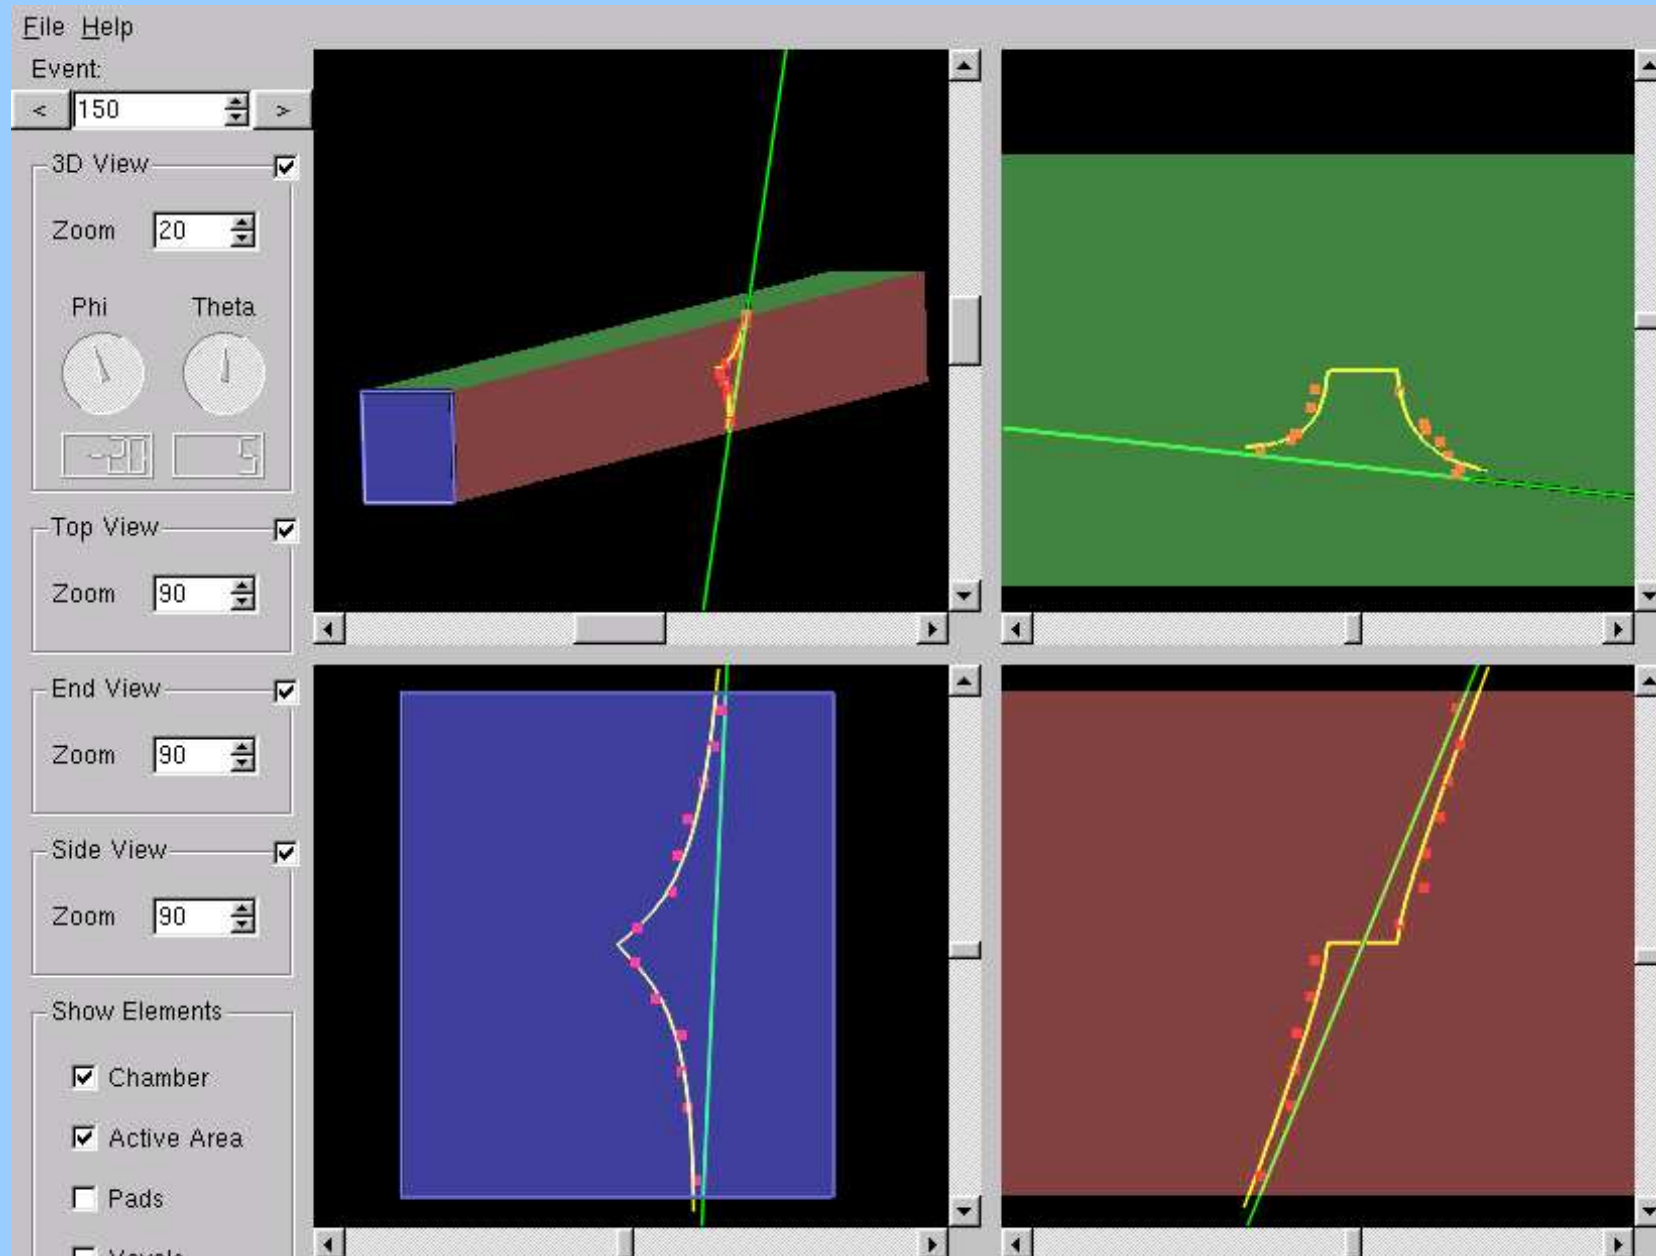 File Help
Event:
< 150 >
3D View
Zoom 20
Phi Theta
-20 5
Top View
Zoom 90
End View
Zoom 90
Side View
Zoom 90
Show Elements
Chamber
Active Area
Pads
Voxels